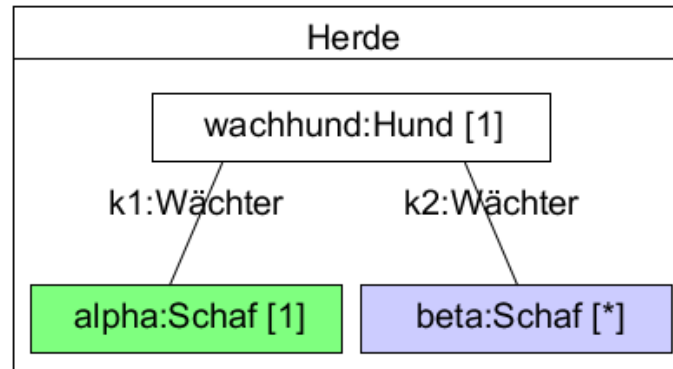 Herde
wachhund:Hund [1]
k1:Wächter
k2:Wächter
alpha:Schaf [1]
beta:Schaf [*]